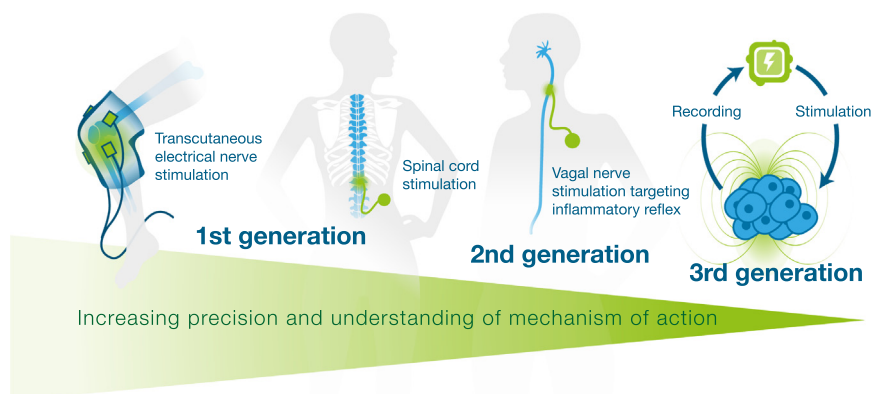 Transcutaneous
electrical nerve
stimulation
Spinal cord
stimulation
1st generation
Vagal nerve
stimulation targeting
inflammatory reflex
2nd generation
Recording
Stimulation
3rd generation
Increasing precision and understanding of mechanism of action